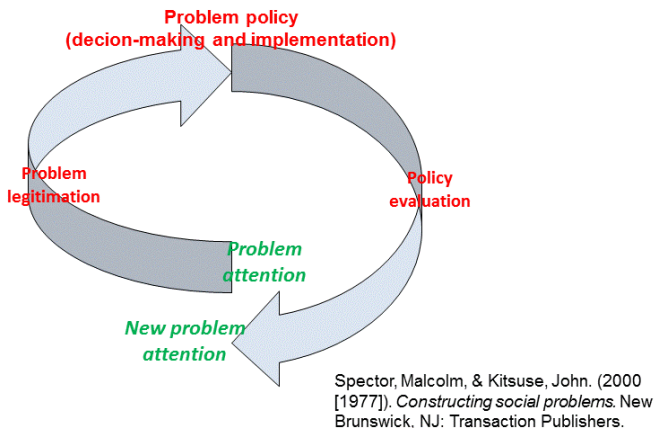 Problem policy
(decion-making and implementation)
Problem
legitimation
Policy
evaluation
Problem
attention
New problem
attention
Spector, Malcolm, & Kitsuse, John. (2000
[1977]). Constructing social problems. New
Brunswick, NJ: Transaction Publishers.